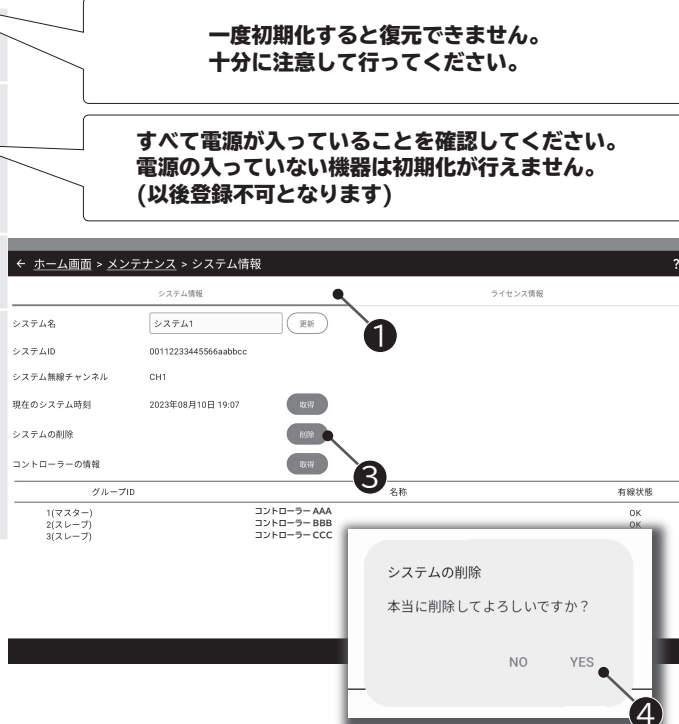 一度初期化すると復元できません。
十分に注意して行ってください。
すべて電源が入っていることを確認してください。
電源の入っていない機器は初期化が行えません。
(以後登録不可となります)
← ホーム画面 > メンテナンス > システム情報 ?
システム情報 ライセンス情報
1
システム名 システム1 更新
システムID 00112233445566aabbcc
システム無線チャンネル CH1
現在のシステム時刻 2023年08月10日 19:07 取得
システムの削除 削除
3
コントローラーの情報 取得
グループID 名称 有線状態
1(マスター) コントローラー AAA OK
2(スレーブ) コントローラー BBB OK
3(スレーブ) コントローラー CCC
システムの削除
本当に削除してよろしいですか?
NO YES
4